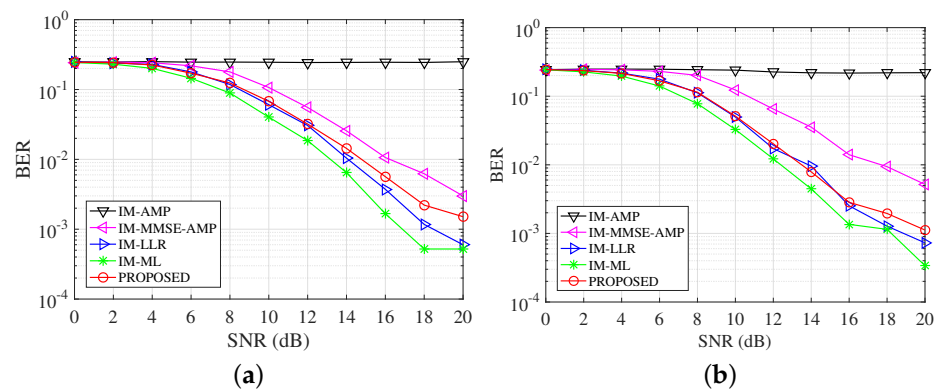 10^0
10^-1
10^-2
10^-3
10^-4
BER
IM-AMP
IM-MMSE-AMP
IM-LLR
IM-ML
PROPOSED
0 2 4 6 8 10 12 14 16 18 20
SNR (dB)
(a)
10^0
10^-1
10^-2
10^-3
10^-4
BER
IM-AMP
IM-MMSE-AMP
IM-LLR
IM-ML
PROPOSED
0 2 4 6 8 10 12 14 16 18 20
SNR (dB)
(b)